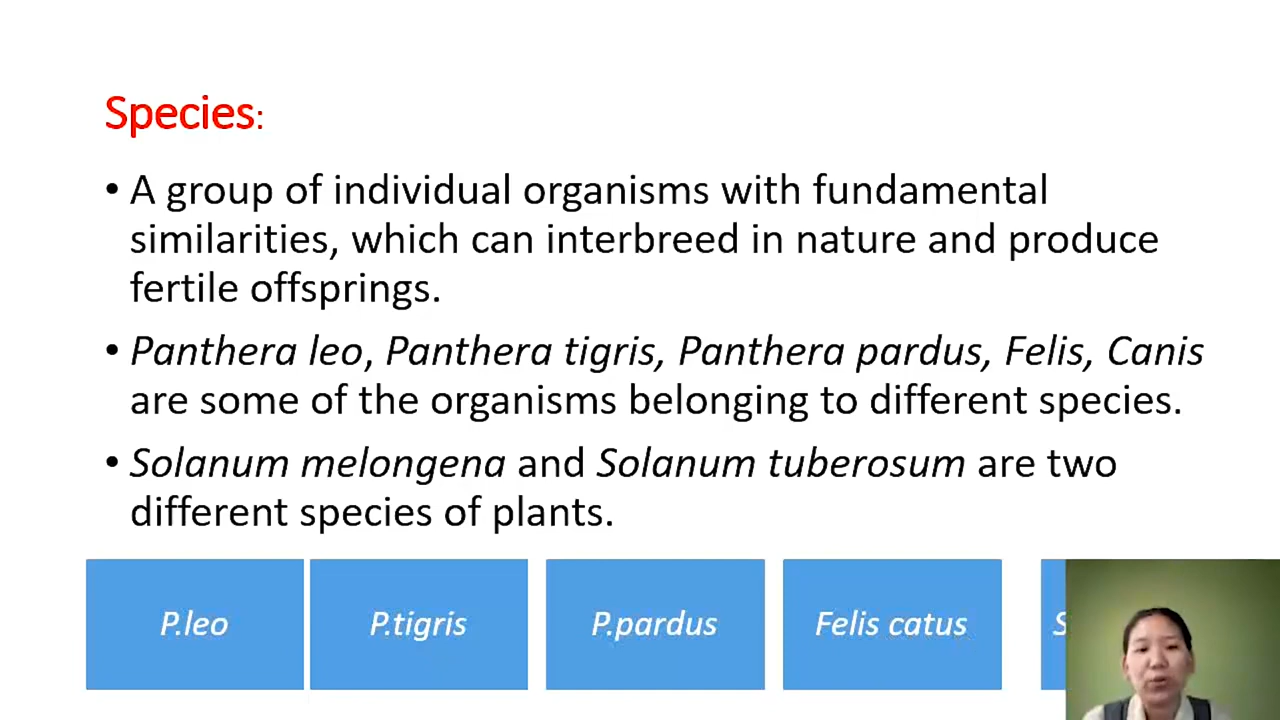 Species:
• A group of individual organisms with fundamental
similarities, which can interbreed in nature and produce
fertile offsprings.
• Panthera leo, Panthera tigris, Panthera pardus, Felis, Canis
are some of the organisms belonging to different species.
• Solanum melongena and Solanum tuberosum are two
different species of plants.
P.leo P.tigris P.pardus Felis catus